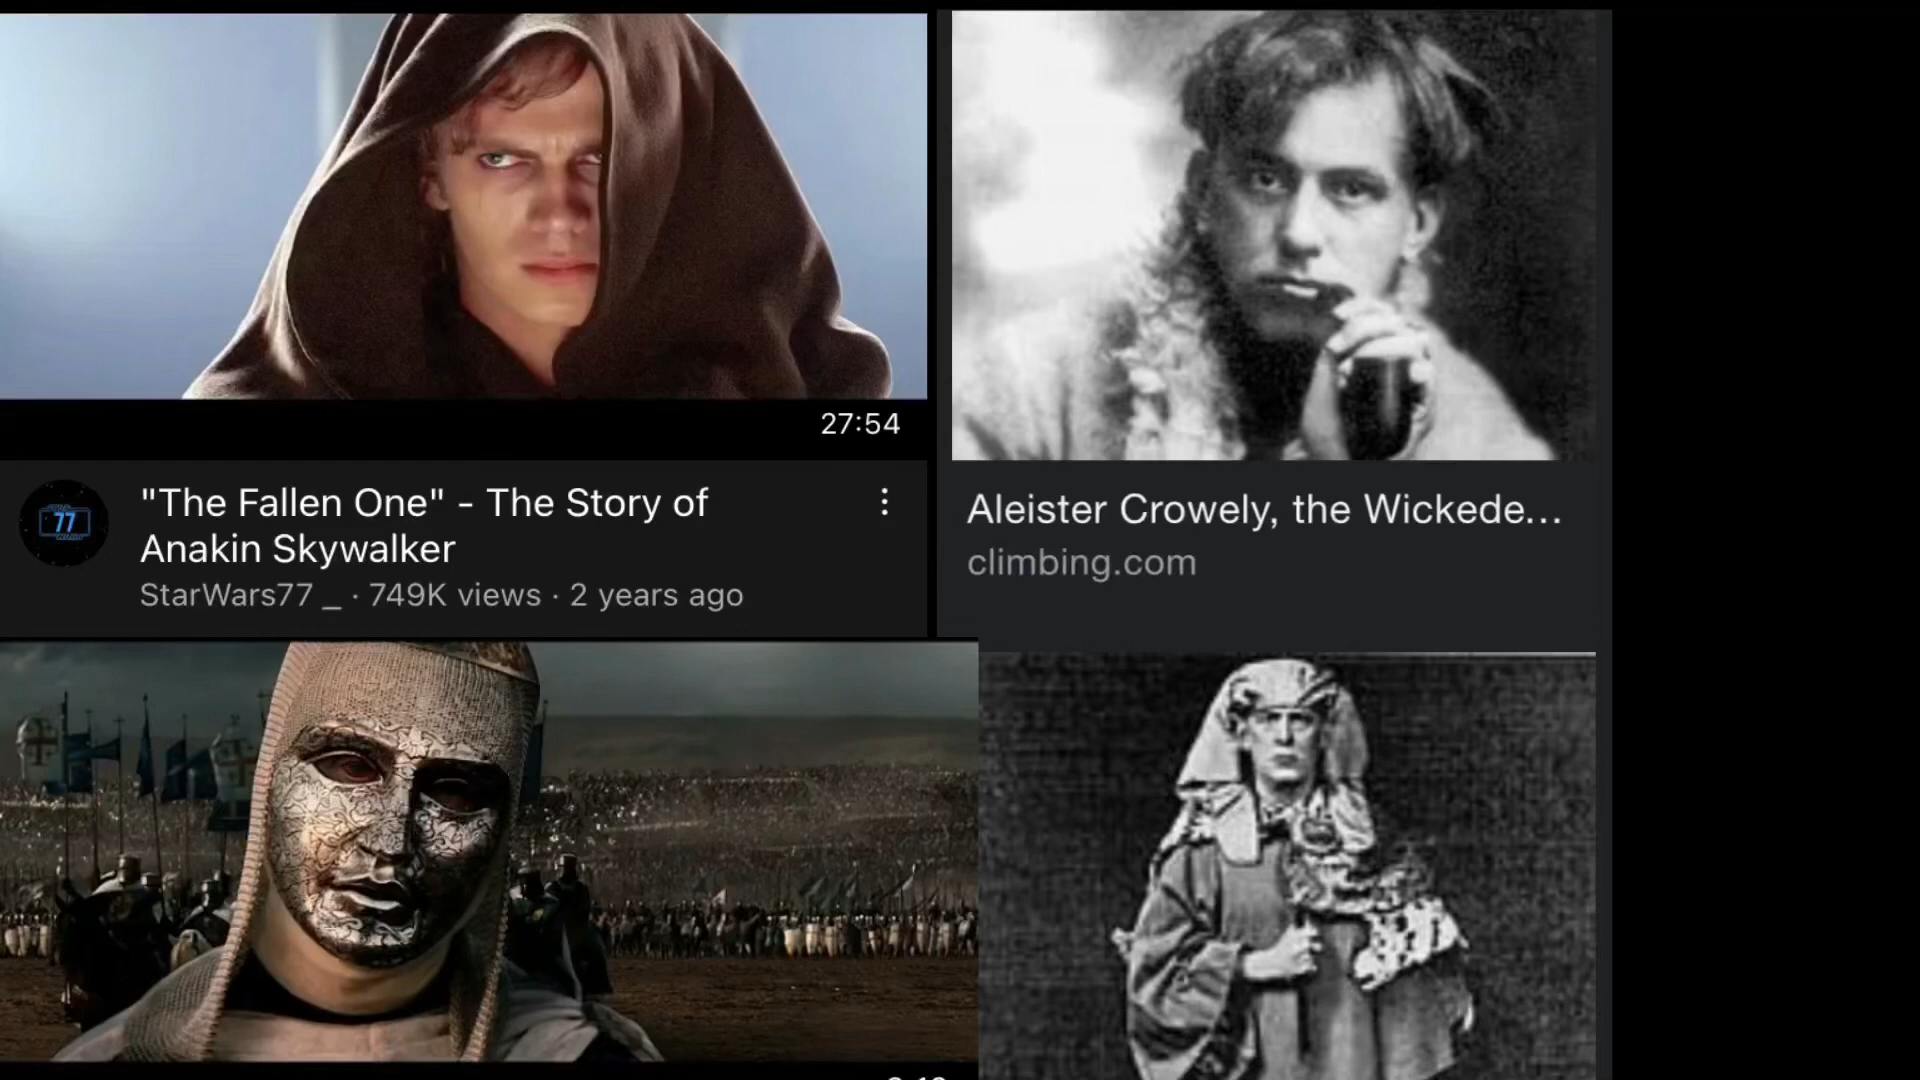 27:54
77
"The Fallen One" - The Story of
Anakin Skywalker
StarWars77 _ · 749K views · 2 years ago
Aleister Crowely, the Wickede...
climbing.com